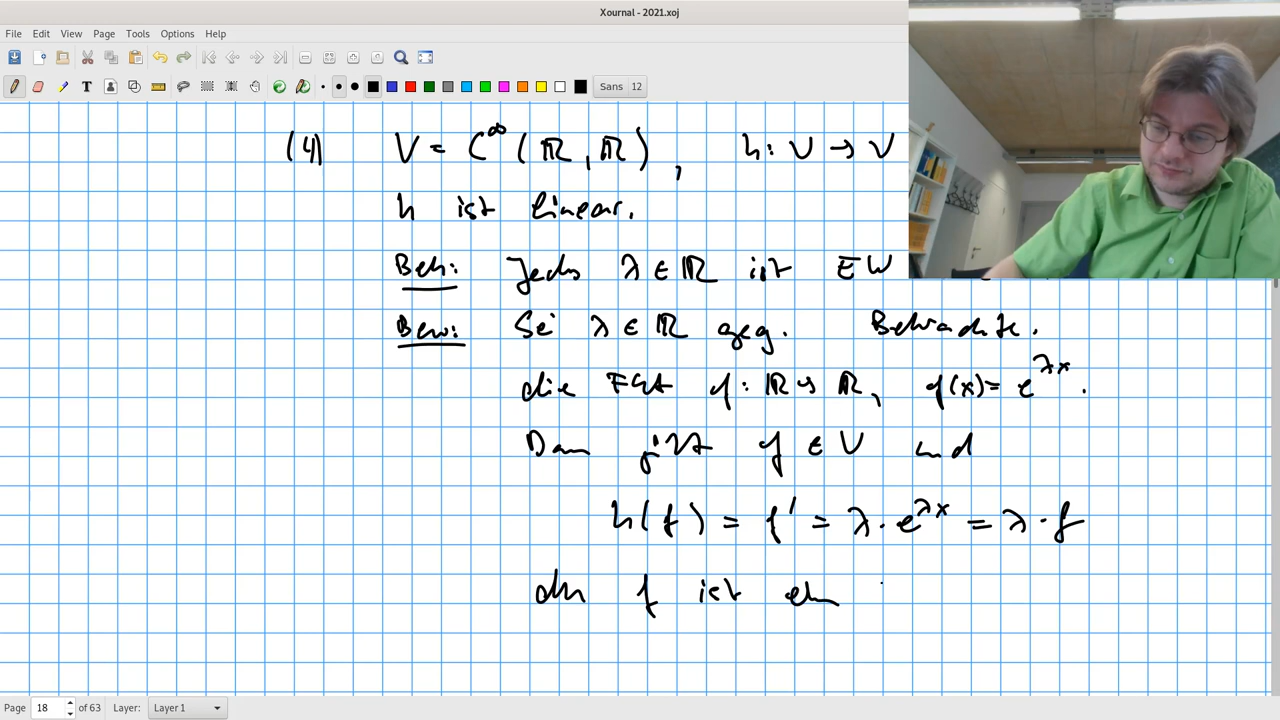 Xournal - 2021.xoj
File Edit View Page Tools Options Help
Sans 12
(4) V = C^∞(ℝ, ℝ), h: V → V
h ist linear.
Beh: Jedes λ ∈ ℝ ist EW
Bew: Sei λ ∈ ℝ geg. Betrachte.
die Fkt f: ℝ → ℝ, f(x) = e^{λx}.
Dann gilt f ∈ V und
h(f) = f' = λ · e^{λx} = λ · f
dh f ist ein
Page 18 of 63 Layer: Layer 1